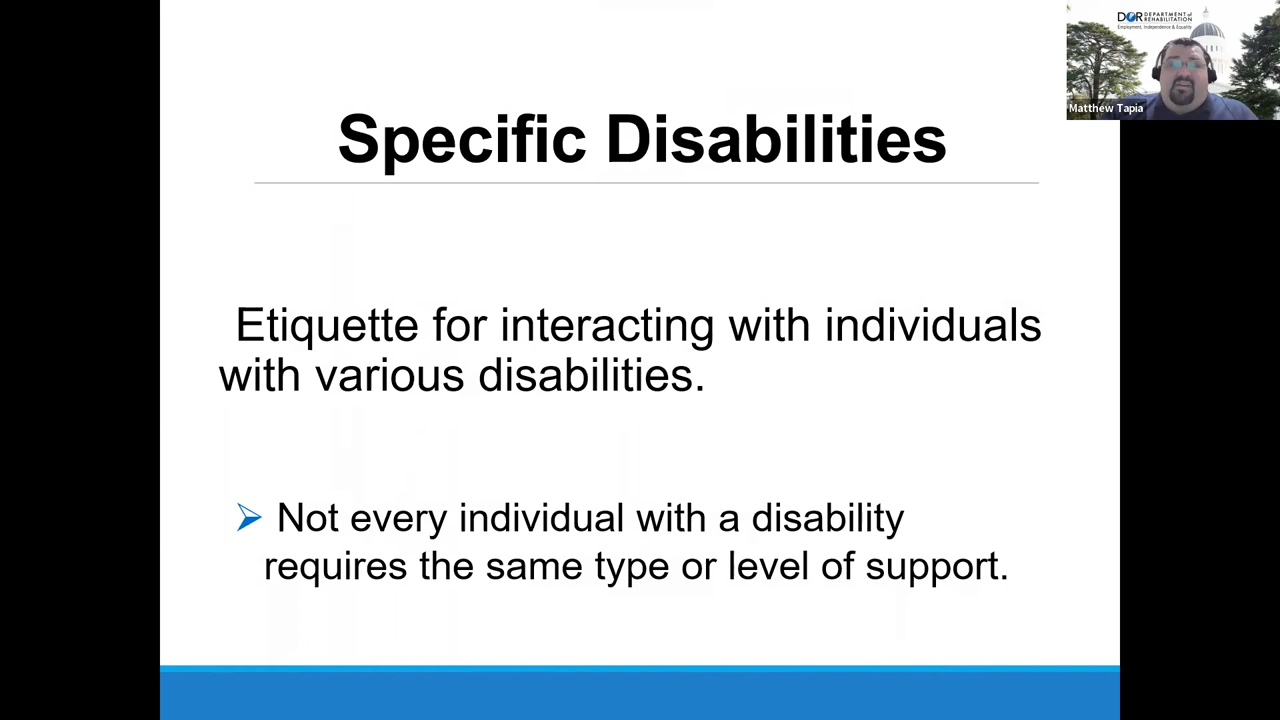 Specific Disabilities
Etiquette for interacting with individuals
with various disabilities.
➢ Not every individual with a disability
requires the same type or level of support.
DOR DEPARTMENT of
REHABILITATION
Employment, Independence & Equality
Matthew Tapia